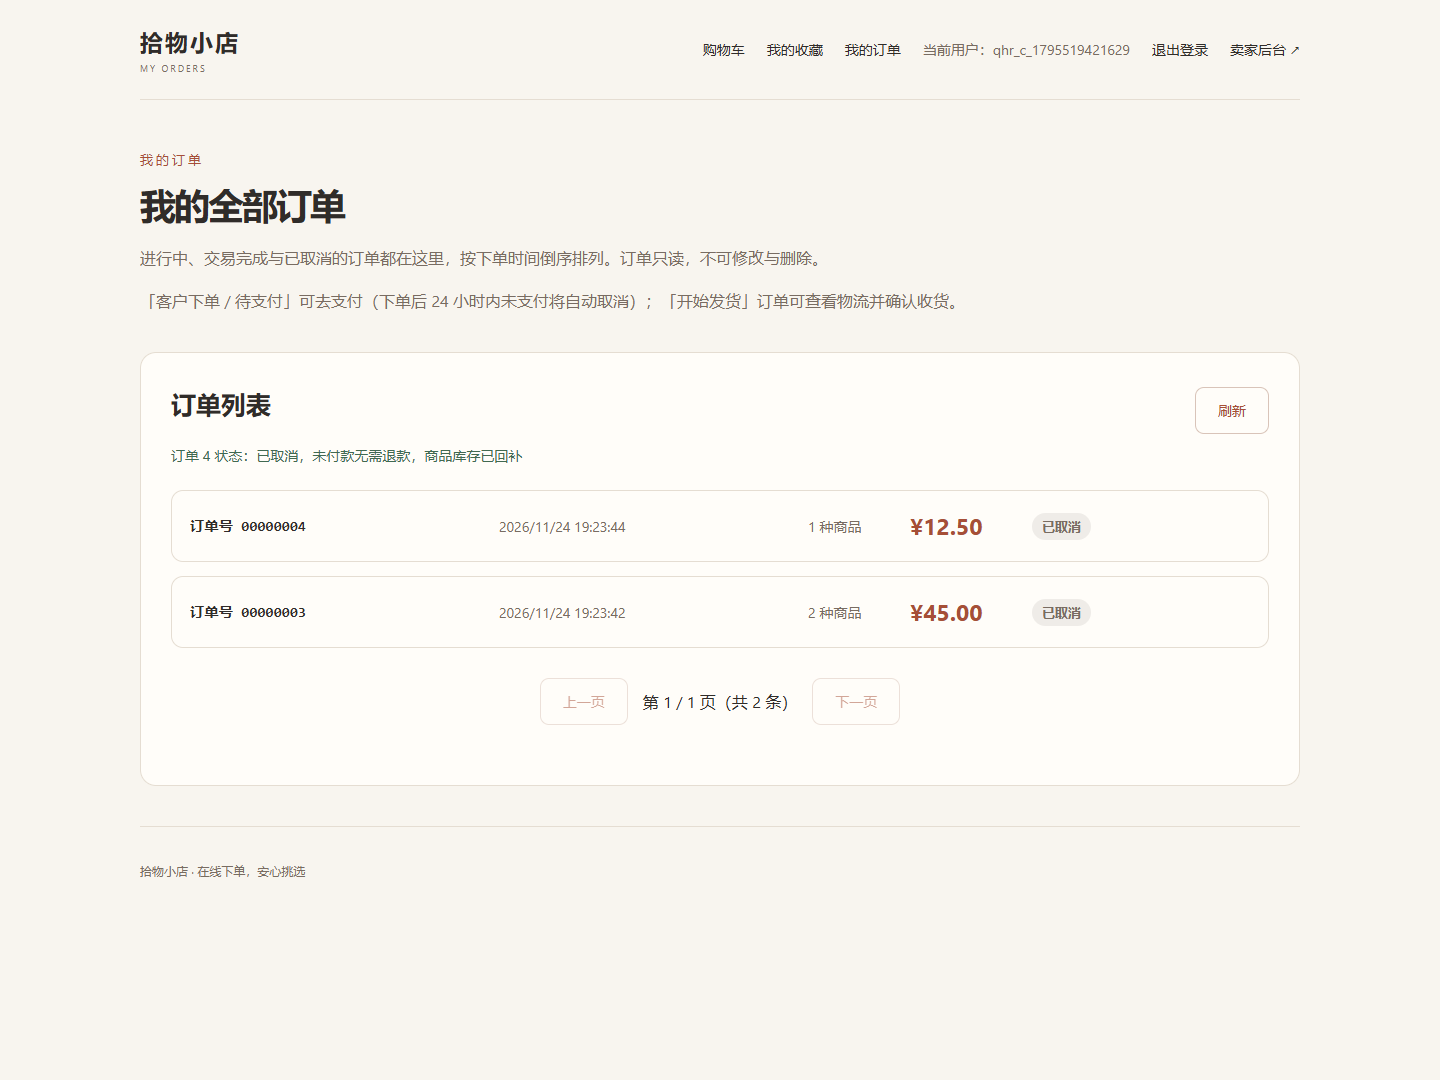 拾物小店
MY ORDERS
购物车 我的收藏 我的订单 当前用户：qhr_c_1795519421629 退出登录 卖家后台 ↗
我的订单
我的全部订单
进行中、交易完成与已取消的订单都在这里，按下单时间倒序排列。订单只读，不可修改与删除。
「客户下单 / 待支付」可去支付（下单后 24 小时内未支付将自动取消）；「开始发货」订单可查看物流并确认收货。
订单列表
刷新
订单 4 状态：已取消，未付款无需退款，商品库存已回补
订单号 00000004 2026/11/24 19:23:44 1 种商品 ¥12.50 已取消
订单号 00000003 2026/11/24 19:23:42 2 种商品 ¥45.00 已取消
上一页 第 1 / 1 页（共 2 条） 下一页
拾物小店 · 在线下单，安心挑选